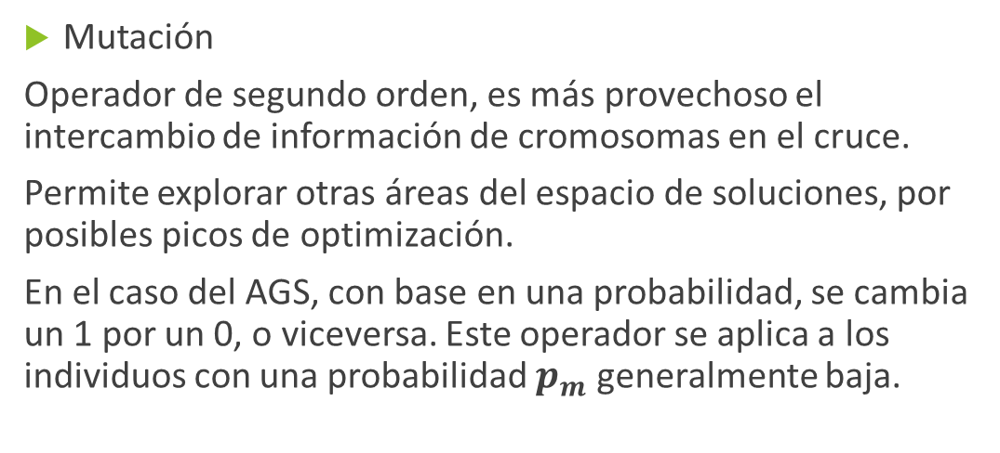 Mutación
Operador de segundo orden, es más provechoso el
intercambio de información de cromosomas en el cruce.
Permite explorar otras áreas del espacio de soluciones, por
posibles picos de optimización.
En el caso del AGS, con base en una probabilidad, se cambia
un 1 por un 0, o viceversa. Este operador se aplica a los
individuos con una probabilidad p_m generalmente baja.